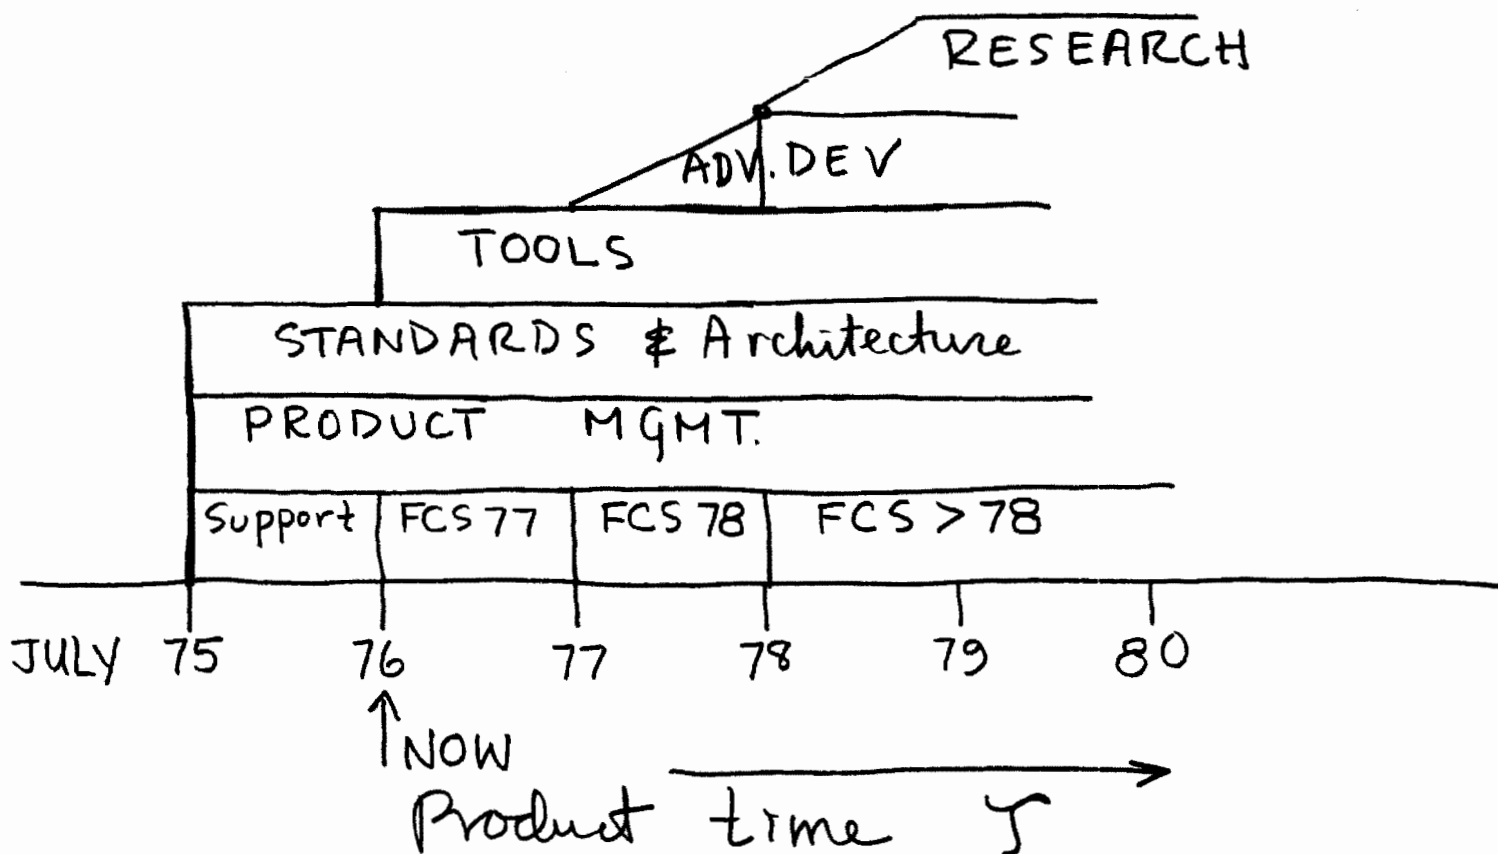 RESEARCH
ADV. DEV
TOOLS
STANDARDS & Architecture
PRODUCT MGMT.
Support FCS 77 FCS 78 FCS > 78
JULY 75 76 77 78 79 80
↑ NOW
Product time